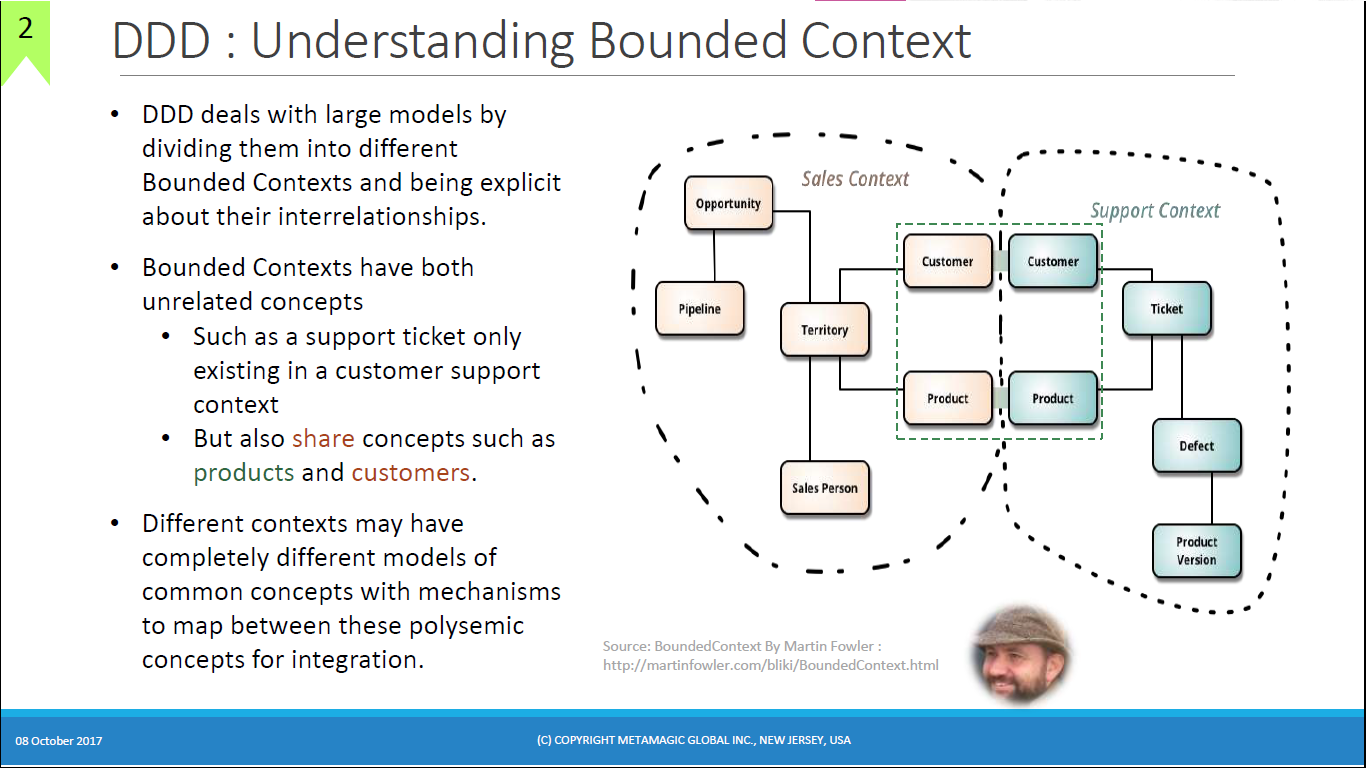 2
DDD : Understanding Bounded Context
• DDD deals with large models by
dividing them into different
Bounded Contexts and being explicit
about their interrelationships.
• Bounded Contexts have both
unrelated concepts
• Such as a support ticket only
existing in a customer support
context
• But also share concepts such as
products and customers.
• Different contexts may have
completely different models of
common concepts with mechanisms
to map between these polysemic
concepts for integration.
Sales Context
Opportunity
Pipeline
Territory
Customer
Product
Sales Person
Support Context
Customer
Product
Ticket
Defect
Product
Version
Source: BoundedContext By Martin Fowler :
http://martinfowler.com/bliki/BoundedContext.html
08 October 2017
(C) COPYRIGHT METAMAGIC GLOBAL INC., NEW JERSEY, USA